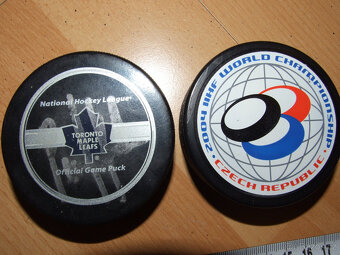 National Hockey League®
TORONTO
MAPLE
LEAFS
Official Game Puck
2004 IIHF WORLD CHAMPIONSHIP
• CZECH REPUBLIC •
15 16 17